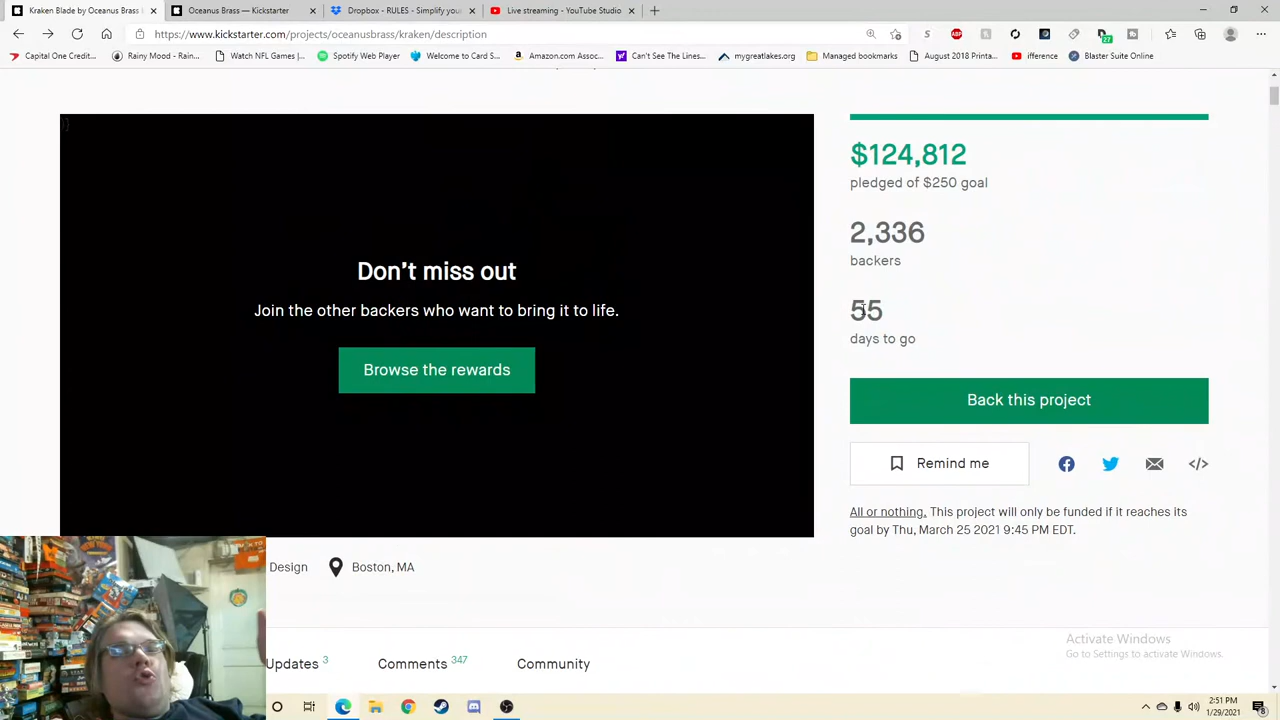 Kraken Blade by Oceanus Brass
Oceanus Brass — Kickstarter
Dropbox - RULES - Simplify your
Live streaming - YouTube Studio
https://www.kickstarter.com/projects/oceanusbrass/kraken/description
Capital One Credit...
Rainy Mood - Rain...
Watch NFL Games |...
Spotify Web Player
Welcome to Card S...
Amazon.com Associ...
Can't See The Lines...
mygreatlakes.org
Managed bookmarks
August 2018 Printa...
ifference
Blaster Suite Online
$124,812
pledged of $250 goal
2,336
backers
55
days to go
Don't miss out
Join the other backers who want to bring it to life.
Browse the rewards
Back this project
Remind me
All or nothing. This project will only be funded if it reaches its
goal by Thu, March 25 2021 9:45 PM EDT.
Design
Boston, MA
Updates 3
Comments 347
Community
Activate Windows
Go to Settings to activate Windows.
2:51 PM
1/29/2021